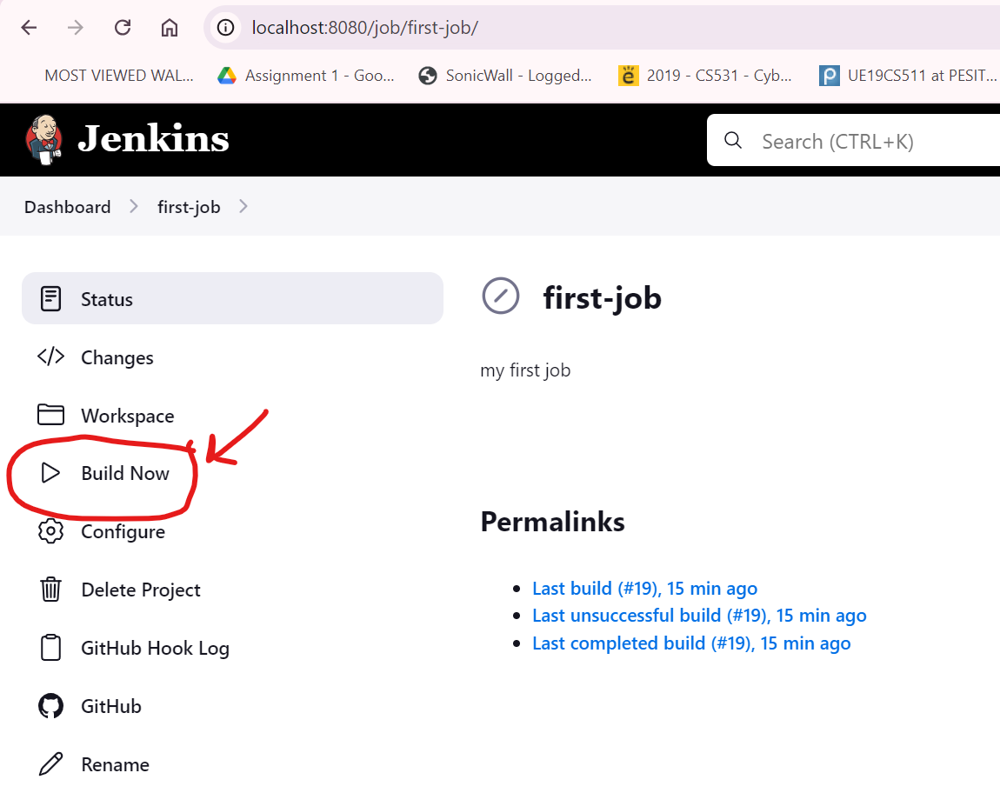 localhost:8080/job/first-job/
MOST VIEWED WAL... Assignment 1 - Goo... SonicWall - Logged... 2019 - CS531 - Cyb... UE19CS511 at PESIT...
Jenkins Search (CTRL+K)
Dashboard first-job
Status
Changes
Workspace
Build Now
Configure
Delete Project
GitHub Hook Log
GitHub
Rename
first-job
my first job
Permalinks
Last build (#19), 15 min ago
Last unsuccessful build (#19), 15 min ago
Last completed build (#19), 15 min ago